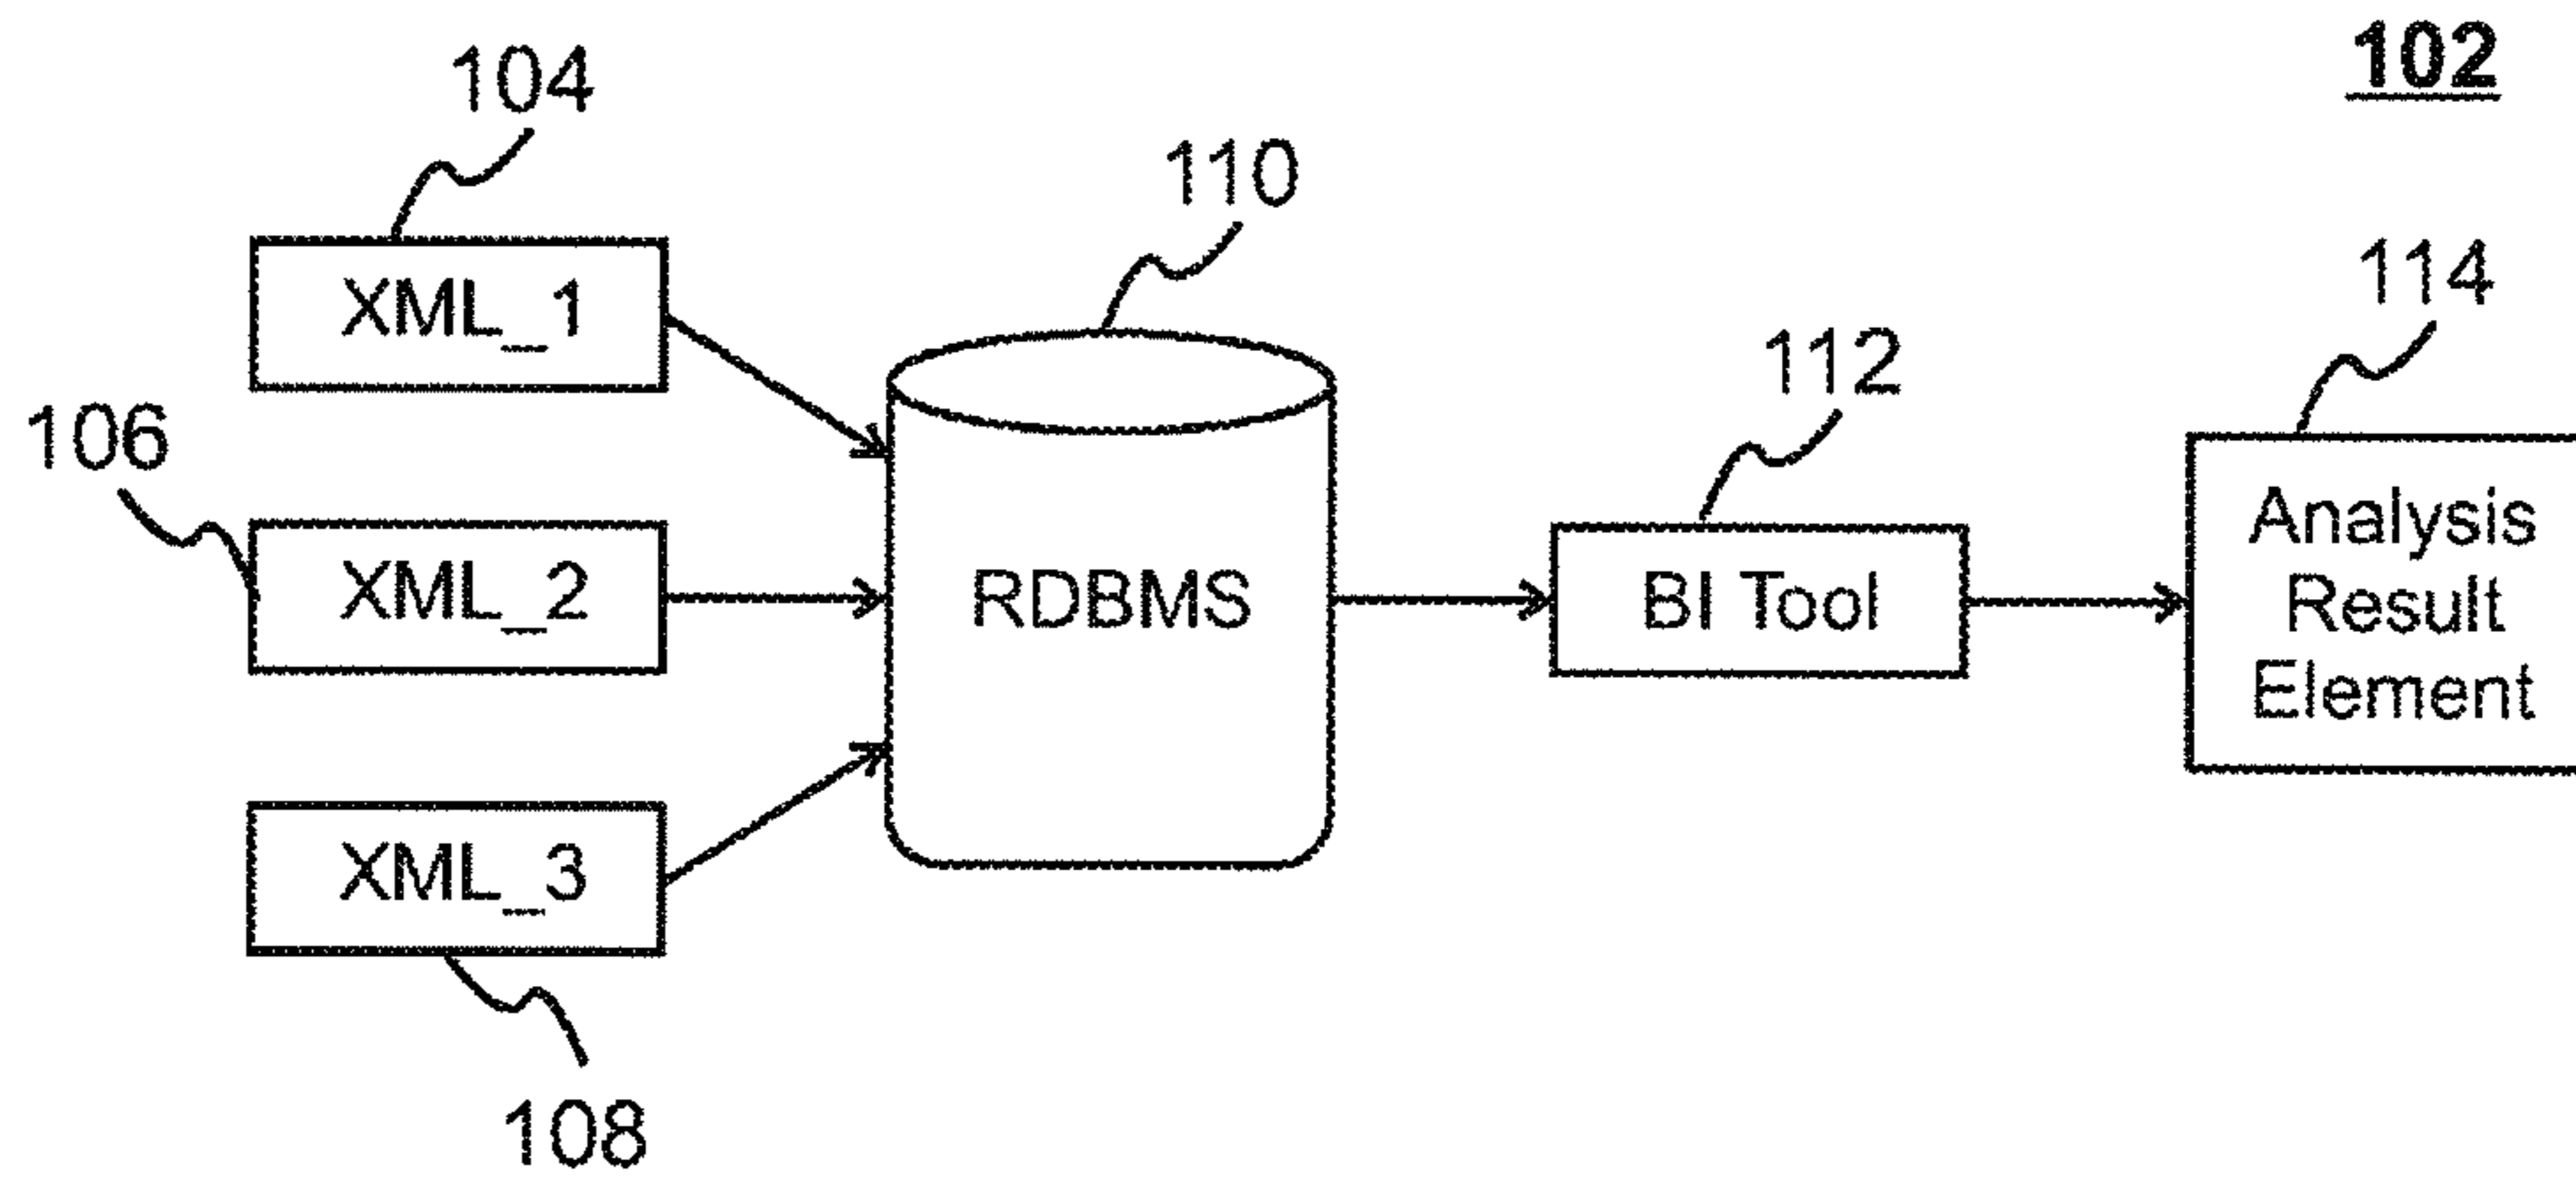 102
104
110
XML_1
114
112
106
Analysis
XML_2
RDBMS
BI Tool
Result
Element
XML_3
108